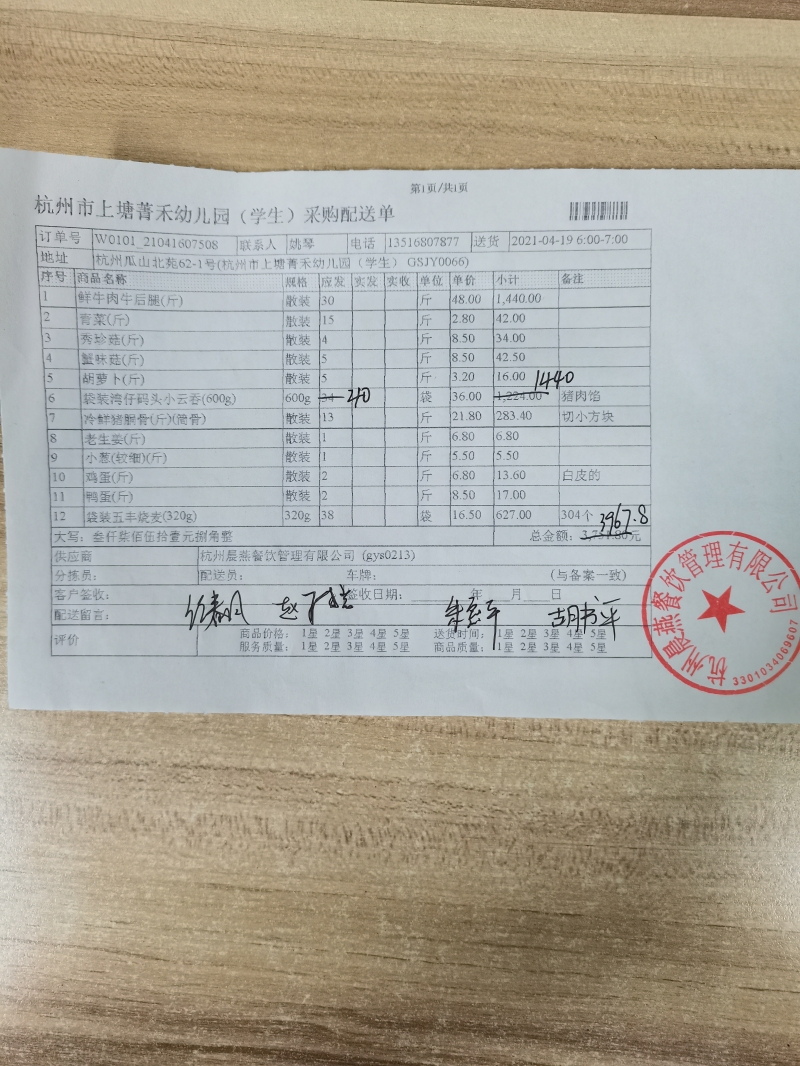 第1页/共1页
杭州市上塘菁禾幼儿园（学生）采购配送单
订单号 W0101_21041607508 联系人 姚琴 电话 13516807877 送货 2021-04-19 6:00-7:00
地址 杭州瓜山北苑62-1号(杭州市上塘菁禾幼儿园（学生） GSJY0066)
序号 商品名称 规格 应发 实发 实收 单位 单价 小计 备注
1 鲜牛肉牛后腿(斤) 散装 30 斤 48.00 1,440.00
2 青菜(斤) 散装 15 斤 2.80 42.00
3 秀珍菇(斤) 散装 4 斤 8.50 34.00
4 蟹味菇(斤) 散装 5 斤 8.50 42.50
5 胡萝卜(斤) 散装 5 斤 3.20 16.00
6 袋装湾仔码头小云吞(600g) 600g 34 40 袋 36.00 1,224.00 1440 猪肉馅
7 冷鲜猪胴骨(斤)(筒骨) 散装 13 斤 21.80 283.40 切小方块
8 老生姜(斤) 散装 1 斤 6.80 6.80
9 小葱(较细)(斤) 散装 1 斤 5.50 5.50
10 鸡蛋(斤) 散装 2 斤 6.80 13.60 白皮的
11 鸭蛋(斤) 散装 2 斤 8.50 17.00
12 袋装五丰烧麦(320g) 320g 38 袋 16.50 627.00 304个
大写：叁仟柒佰伍拾壹元捌角整 总金额：3,751.80元 3967.8
供应商 杭州晨燕餐饮管理有限公司 (gys0213)
分拣员： 配送员： 车牌： (与备案一致)
客户签收： 签收日期： 年 月 日
配送留言：
评价 商品价格： 1星 2星 3星 4星 5星 送货时间： 1星 2星 3星 4星 5星
服务质量： 1星 2星 3星 4星 5星 商品质量： 1星 2星 3星 4星 5星
杭州晨燕餐饮管理有限公司
3301034069607